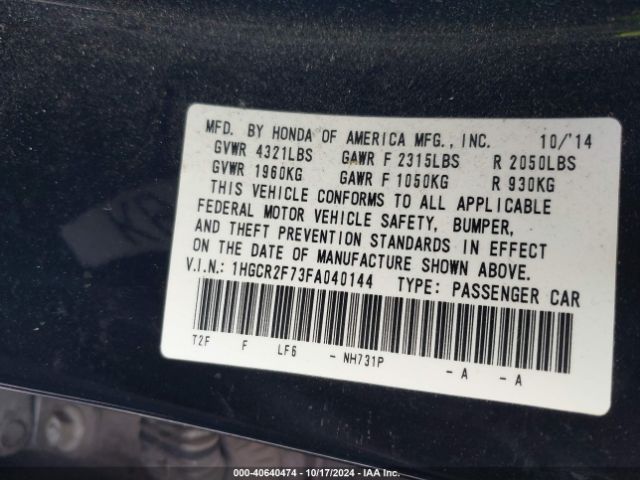 MFD. BY HONDA OF AMERICA MFG., INC. 10/'14
GVWR 4321LBS GAWR F 2315LBS R 2050LBS
GVWR 1960KG GAWR F 1050KG R 930KG
THIS VEHICLE CONFORMS TO ALL APPLICABLE
FEDERAL MOTOR VEHICLE SAFETY, BUMPER,
AND THEFT PREVENTION STANDARDS IN EFFECT
ON THE DATE OF MANUFACTURE SHOWN ABOVE.
V.I.N.: 1HGCR2F73FA040144 TYPE: PASSENGER CAR
T2F F LF6 - NH731P - A - A
000-40640474 | 10/17/2024 | IAA Inc.